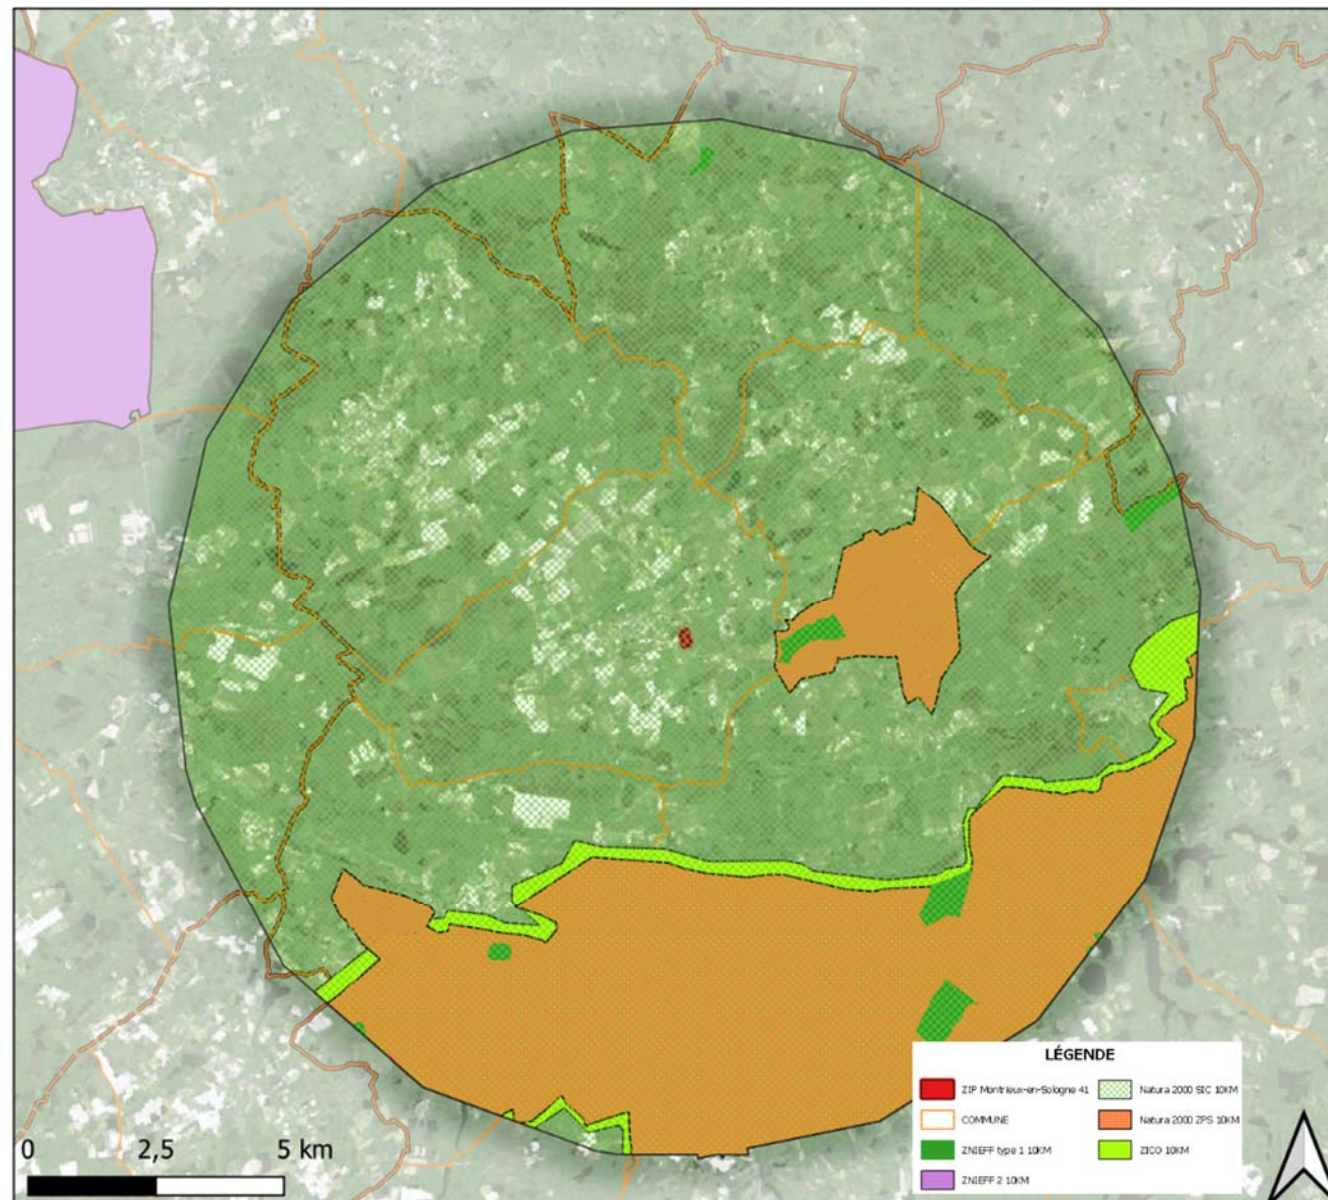 LÉGENDE
ZIP Montrieux-en-Sologne 41
Natura 2000 SIC 10KM
COMMUNE
Natura 2000 ZPS 10KM
ZNIEFF type 1 10KM
ZICO 10KM
ZNIEFF 2 10KM
0 2,5 5 km